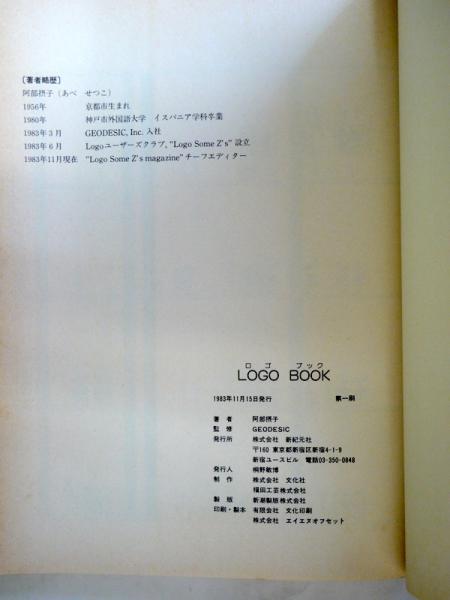 〔著者略歴〕
阿部摂子（あべ　せつこ）
1956年　京都市生まれ
1980年　神戸市外国語大学　イスパニア学科卒業
1983年3月　GEODESIC, Inc. 入社
1983年6月　Logoユーザーズクラブ, "Logo Some Z's" 設立
1983年11月現在　"Logo Some Z's magazine" チーフエディター
ロゴ　ブック
LOGO BOOK
1983年11月15日発行　第一刷
著者　阿部摂子
監修　GEODESIC
発行所　株式会社　新紀元社
〒160　東京都新宿区新宿4-1-9
新宿ユースビル　電話03-350-0848
発行人　桐野敏博
制作　株式会社　文化社
福田工芸株式会社
製版　新潮製版株式会社
印刷・製本　有限会社　文化印刷
株式会社　エイエヌオフセット